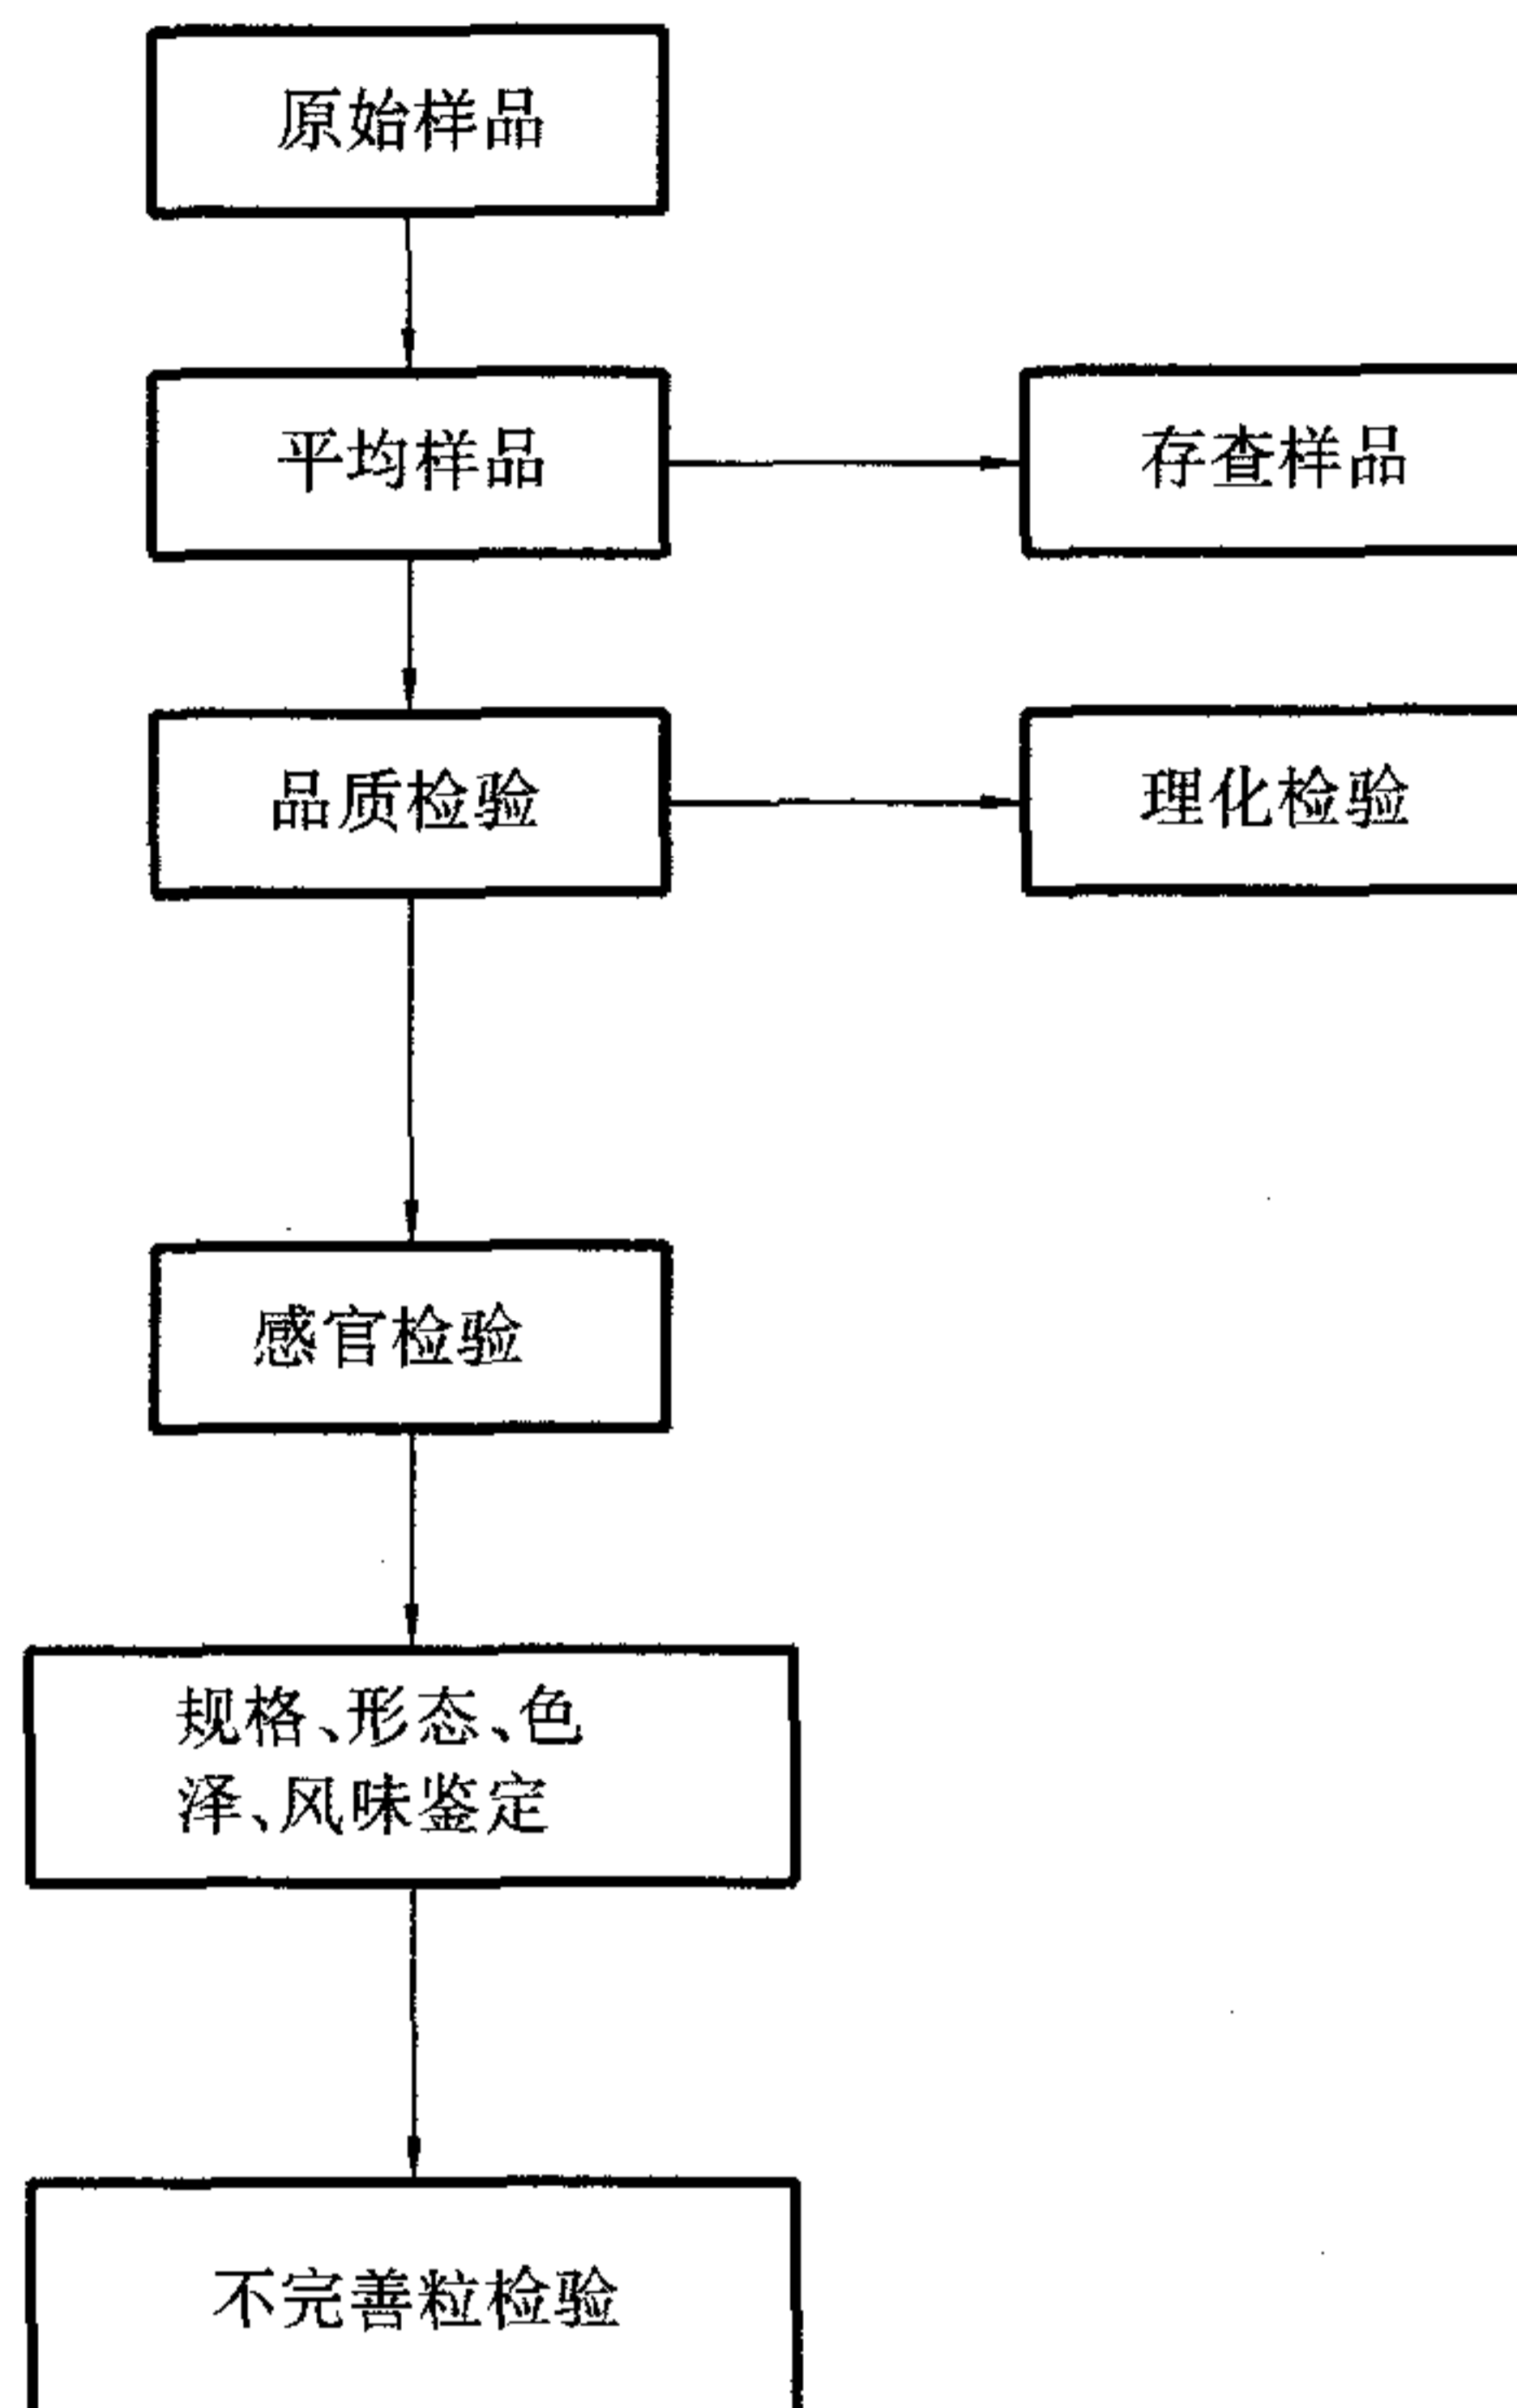 原始样品
平均样品
存查样品
品质检验
理化检验
感官检验
规格、形态、色
泽、风味鉴定
不完善粒检验